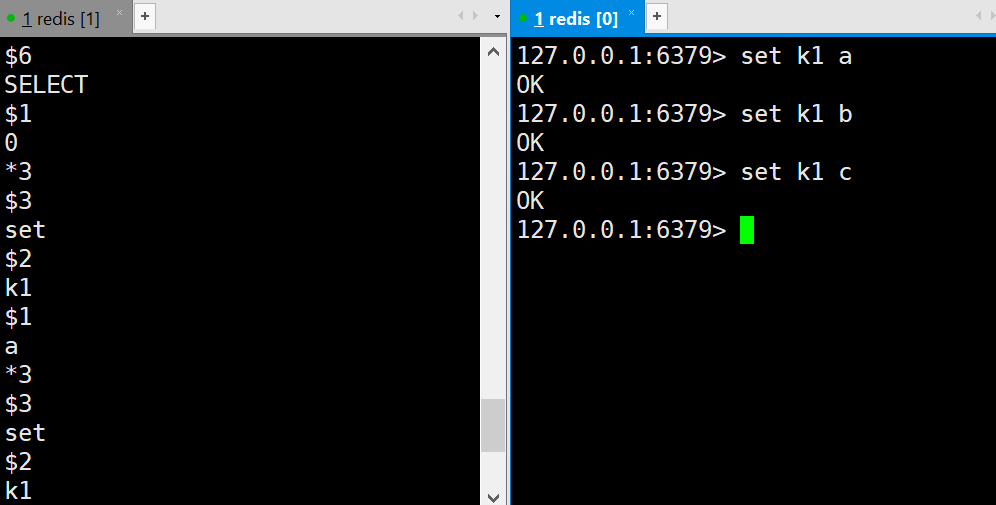 1 redis [1]
$6
SELECT
$1
0
*3
$3
set
$2
k1
$1
a
*3
$3
set
$2
k1
1 redis [0]
127.0.0.1:6379> set k1 a
OK
127.0.0.1:6379> set k1 b
OK
127.0.0.1:6379> set k1 c
OK
127.0.0.1:6379>